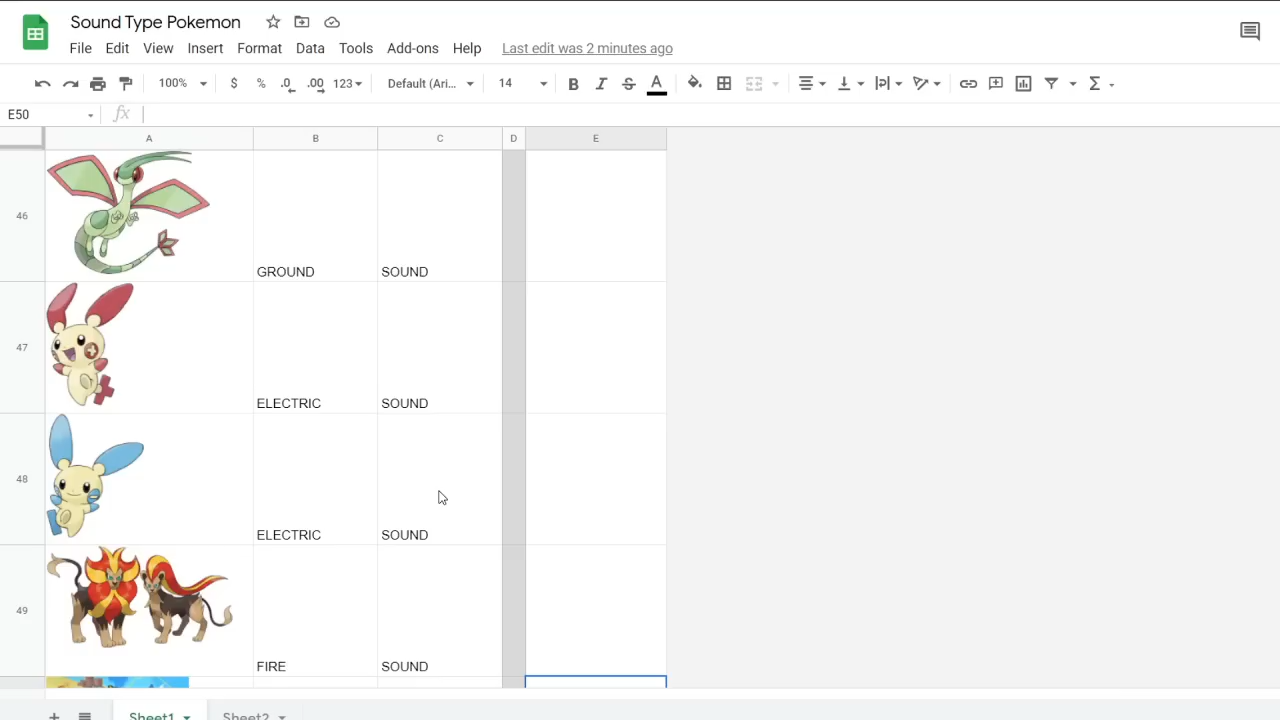 Sound Type Pokemon
File Edit View Insert Format Data Tools Add-ons Help Last edit was 2 minutes ago
100% $ % .0 .00 123 Default (Ari... 14 B I S A Σ
E50 fx
A B C D E
46 GROUND SOUND
47 ELECTRIC SOUND
48 ELECTRIC SOUND
49 FIRE SOUND
+ Sheet1 Sheet2